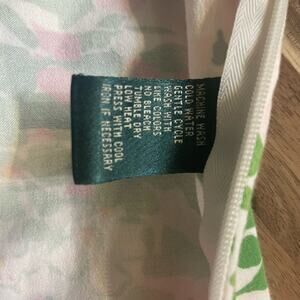 MACHINE WASH
COLD WATER
GENTLE CYCLE
WASH WITH
LIKE COLORS
NO BLEACH
TUMBLE DRY
LOW HEAT
PRESS WITH COOL
IRON IF NECESSARY